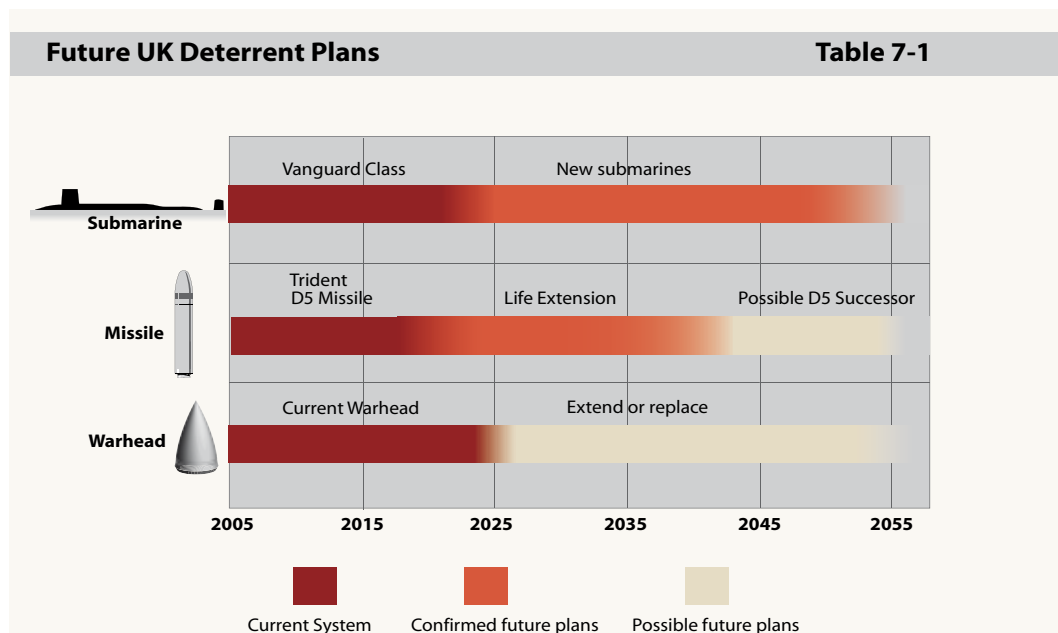 Future UK Deterrent Plans Table 7-1
Vanguard Class New submarines
Submarine
Trident
D5 Missile Life Extension Possible D5 Successor
Missile
Current Warhead Extend or replace
Warhead
2005 2015 2025 2035 2045 2055
Current System Confirmed future plans Possible future plans